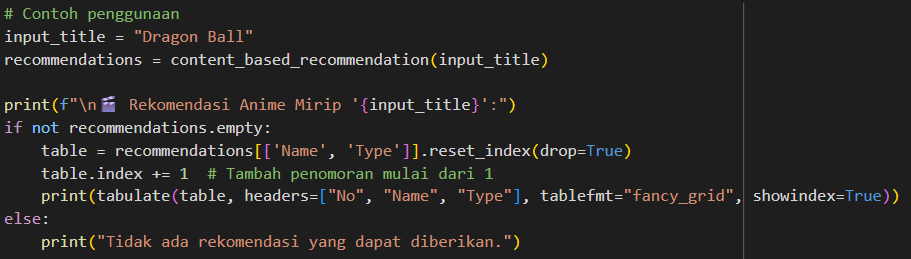 # Contoh penggunaan
input_title = "Dragon Ball"
recommendations = content_based_recommendation(input_title)

print(f"\n🎬 Rekomendasi Anime Mirip '{input_title}':")
if not recommendations.empty:
    table = recommendations[['Name', 'Type']].reset_index(drop=True)
    table.index += 1  # Tambah penomoran mulai dari 1
    print(tabulate(table, headers=["No", "Name", "Type"], tablefmt="fancy_grid", showindex=True))
else:
    print("Tidak ada rekomendasi yang dapat diberikan.")